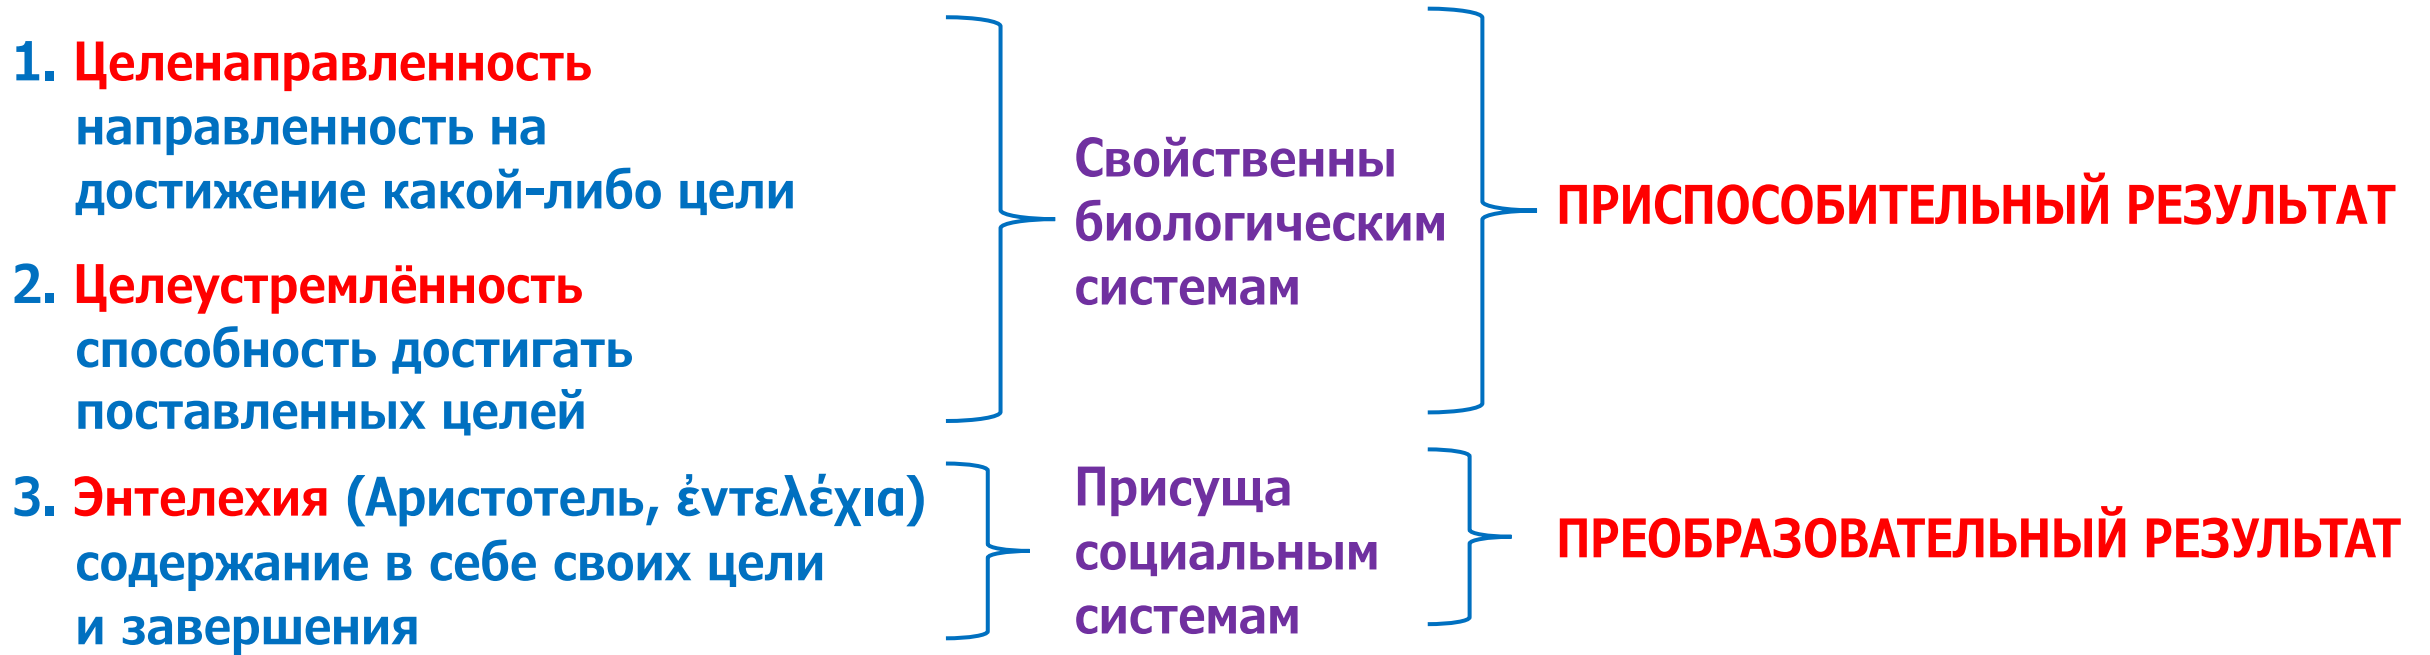 1. Целенаправленность
направленность на
достижение какой-либо цели
2. Целеустремлённость
способность достигать
поставленных целей
Свойственны
биологическим
системам
ПРИСПОСОБИТЕЛЬНЫЙ РЕЗУЛЬТАТ
3. Энтелехия (Аристотель, ἐντελέχια)
содержание в себе своих цели
и завершения
Присуща
социальным
системам
ПРЕОБРАЗОВАТЕЛЬНЫЙ РЕЗУЛЬТАТ